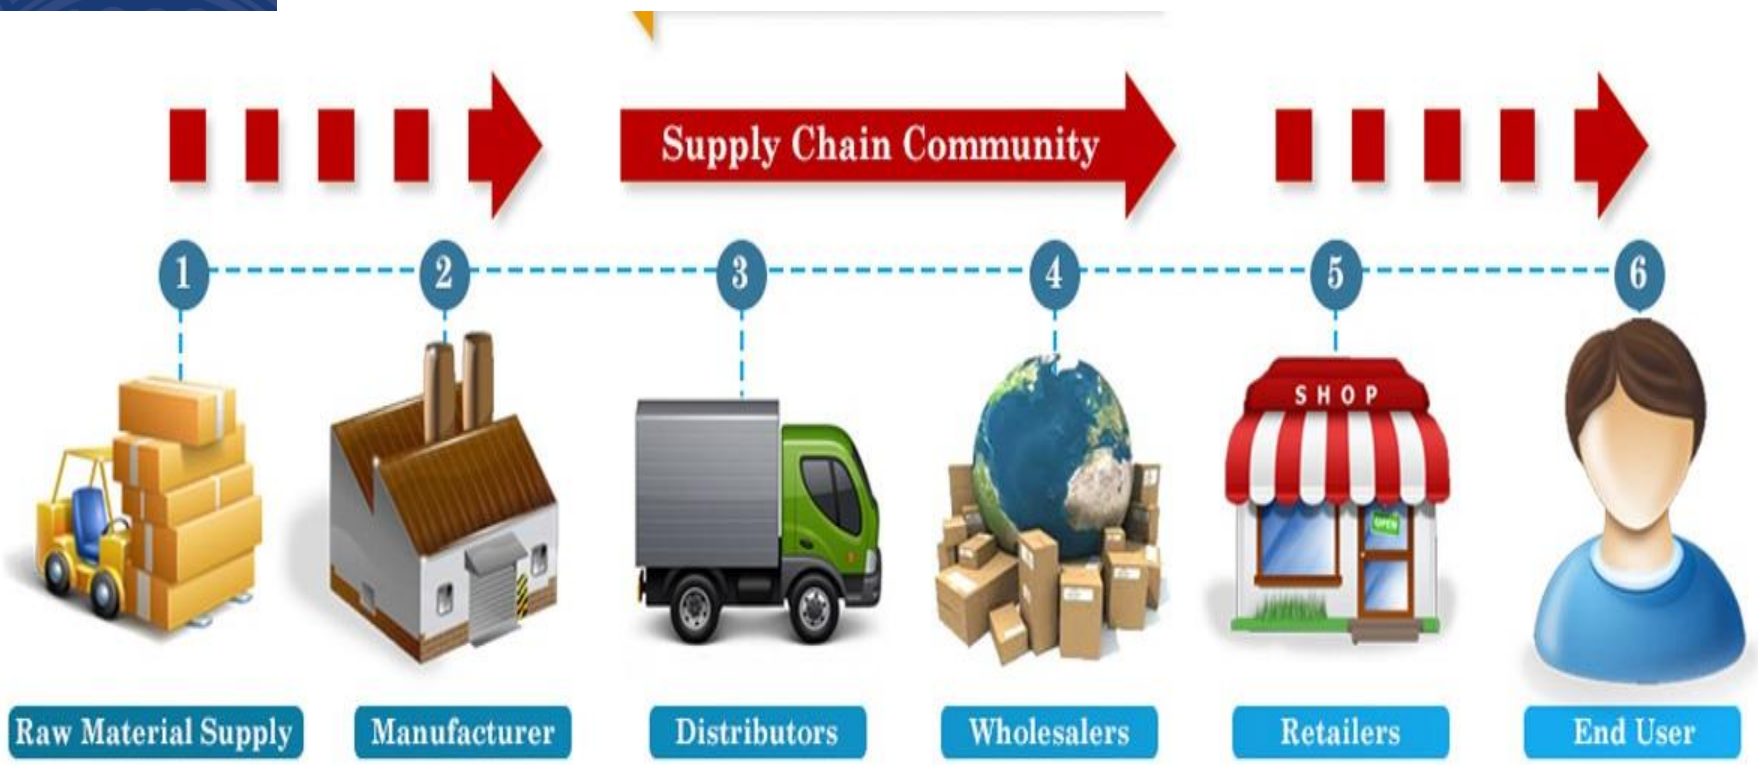 Supply Chain Community
1
2
3
4
5
6
SHOP
OPEN
Raw Material Supply
Manufacturer
Distributors
Wholesalers
Retailers
End User